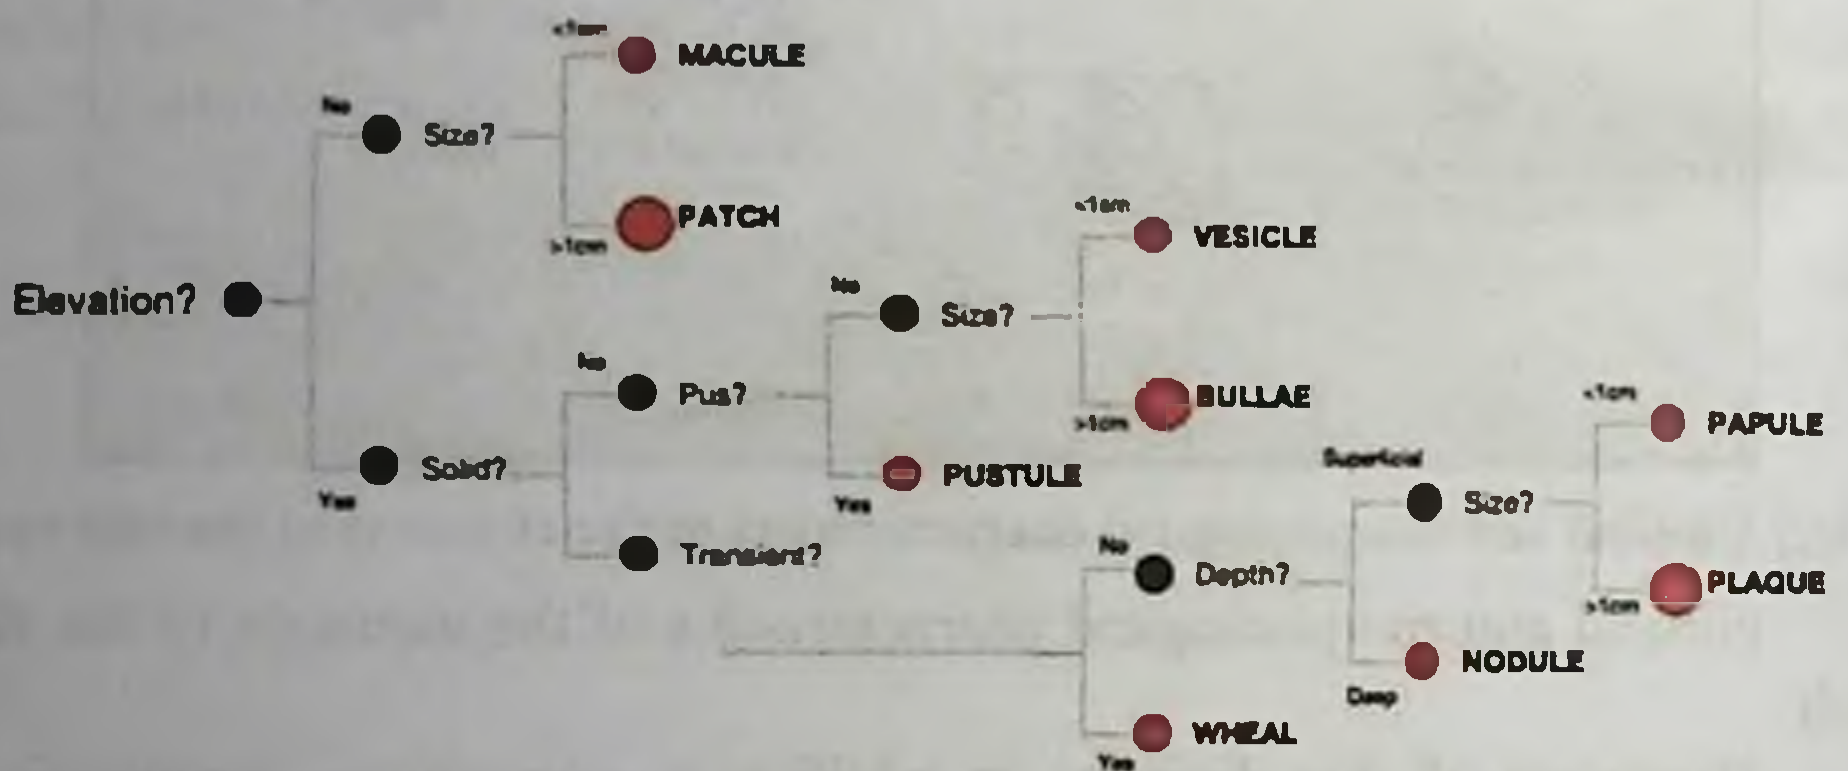 <1cm
MACULE
No
Size?
PATCH
>1cm
Elevation?
<1cm
VESICLE
No
Size?
BULLAE
>1cm
No
Pus?
PUSTULE
Yes
Solid?
Yes
Transient?
<1cm
PAPULE
Superficial
Size?
PLAQUE
>1cm
No
Depth?
NODULE
Deep
WHEAL
Yes